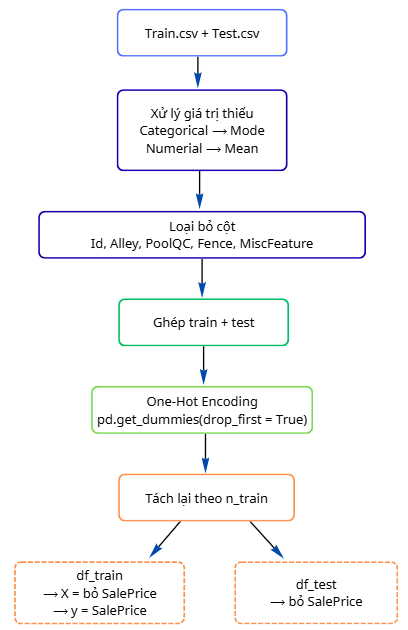 Train.csv + Test.csv
Xử lý giá trị thiếu
Categorical → Mode
Numerial → Mean
Loại bỏ cột
Id, Alley, PoolQC, Fence, MiscFeature
Ghép train + test
One-Hot Encoding
pd.get_dummies(drop_first = True)
Tách lại theo n_train
df_train
→ X = bỏ SalePrice
→ y = SalePrice
df_test
→ bỏ SalePrice